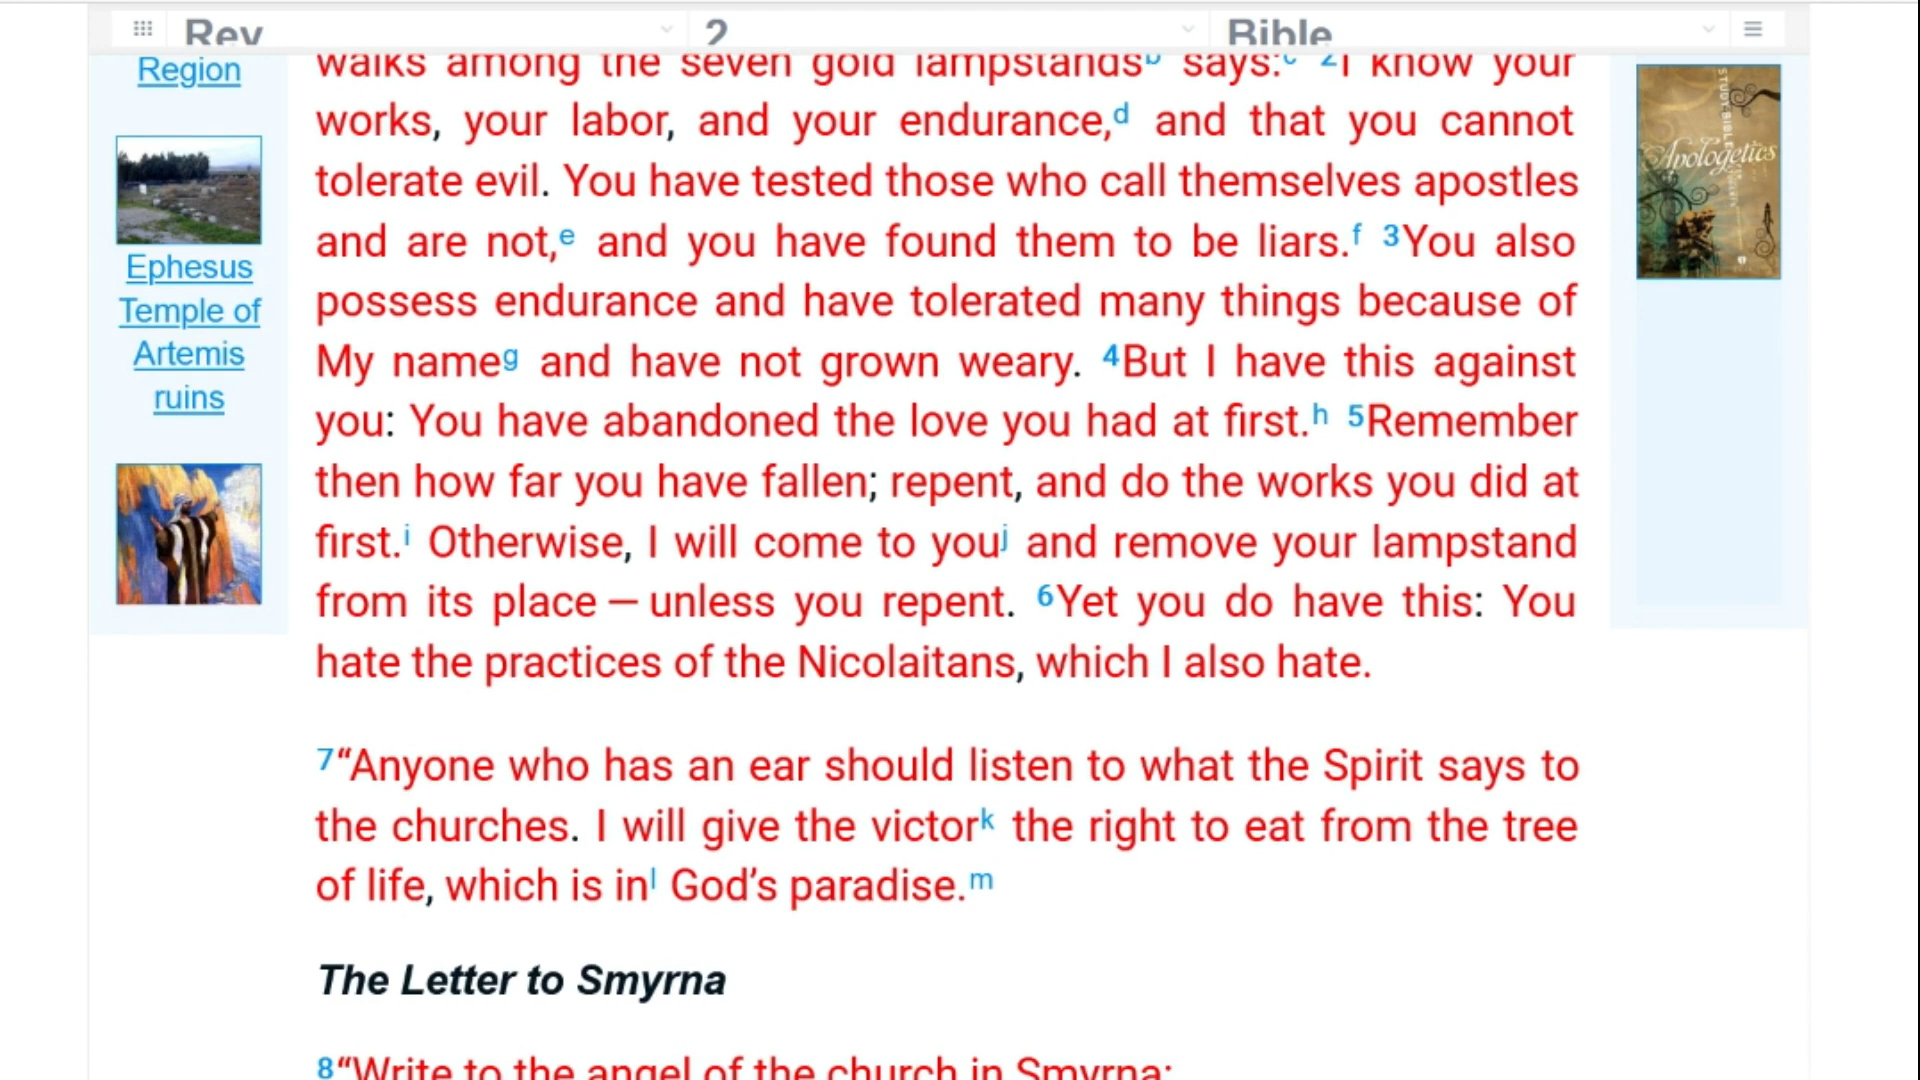 Rev 2 Bible
Region
Ephesus
Temple of
Artemis
ruins
walks among the seven gold lampstandsb says:c 2I know your
works, your labor, and your endurance,d and that you cannot
tolerate evil. You have tested those who call themselves apostles
and are not,e and you have found them to be liars.f 3You also
possess endurance and have tolerated many things because of
My nameg and have not grown weary. 4But I have this against
you: You have abandoned the love you had at first.h 5Remember
then how far you have fallen; repent, and do the works you did at
first.i Otherwise, I will come to youj and remove your lampstand
from its place — unless you repent. 6Yet you do have this: You
hate the practices of the Nicolaitans, which I also hate.
7“Anyone who has an ear should listen to what the Spirit says to
the churches. I will give the victork the right to eat from the tree
of life, which is inl God’s paradise.m
The Letter to Smyrna
8“Write to the angel of the church in Smyrna:
STUDY BIBLE
Apologetics